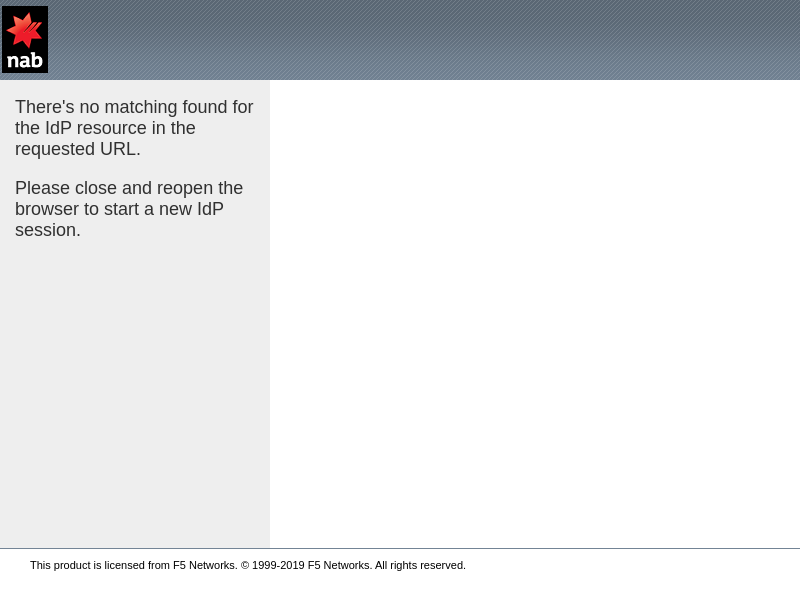 nab
There's no matching found for
the IdP resource in the
requested URL.
Please close and reopen the
browser to start a new IdP
session.
This product is licensed from F5 Networks. © 1999-2019 F5 Networks. All rights reserved.